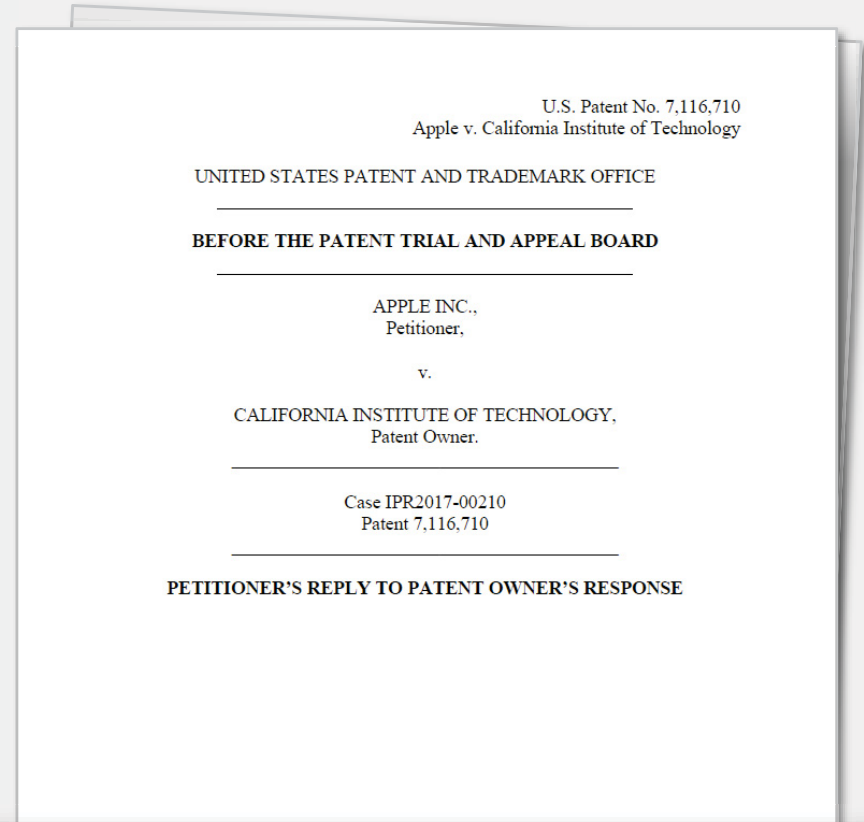 U.S. Patent No. 7,116,710
Apple v. California Institute of Technology
UNITED STATES PATENT AND TRADEMARK OFFICE
BEFORE THE PATENT TRIAL AND APPEAL BOARD
APPLE INC.,
Petitioner,
v.
CALIFORNIA INSTITUTE OF TECHNOLOGY,
Patent Owner.
Case IPR2017-00210
Patent 7,116,710
PETITIONER’S REPLY TO PATENT OWNER’S RESPONSE